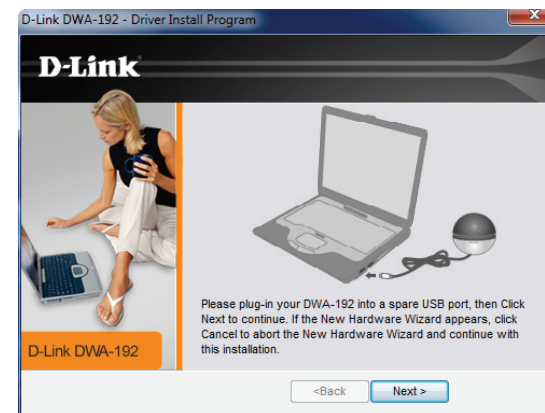 D-Link DWA-192 - Driver Install Program
D-Link
Please plug-in your DWA-192 into a spare USB port, then Click
Next to continue. If the New Hardware Wizard appears, click
Cancel to abort the New Hardware Wizard and continue with
this installation.
D-Link DWA-192
<Back Next >